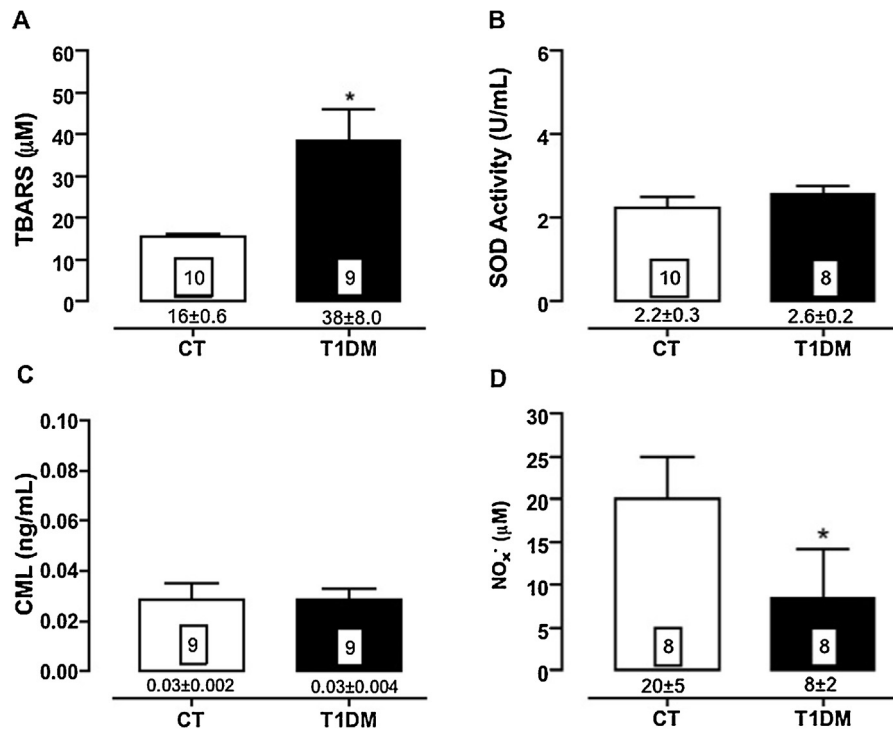 A
TBARS (µM)
60
50
40
30
20
10
0
*
10
9
16±0.6
38±8.0
CT
T1DM
B
SOD Activity (U/mL)
6
4
2
0
10
8
2.2±0.3
2.6±0.2
CT
T1DM
C
CML (ng/mL)
0.10
0.08
0.06
0.04
0.02
0.00
9
9
0.03±0.002
0.03±0.004
CT
T1DM
D
NOx· (µM)
30
25
20
15
10
5
0
*
8
8
20±5
8±2
CT
T1DM